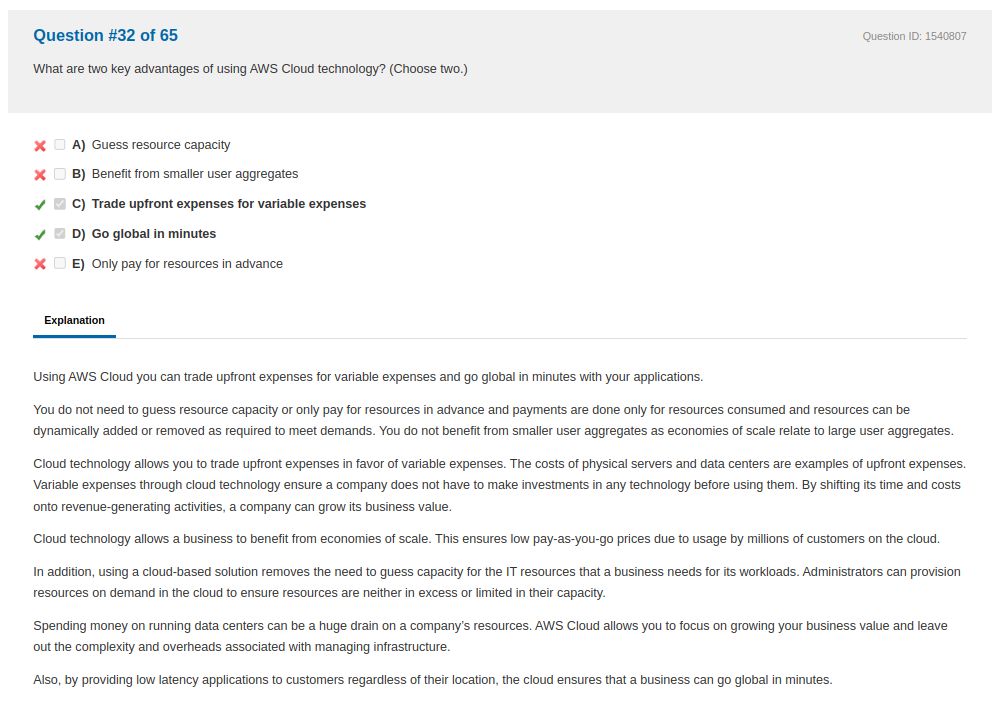 Question #32 of 65
Question ID: 1540807
What are two key advantages of using AWS Cloud technology? (Choose two.)
A) Guess resource capacity
B) Benefit from smaller user aggregates
C) Trade upfront expenses for variable expenses
D) Go global in minutes
E) Only pay for resources in advance
Explanation
Using AWS Cloud you can trade upfront expenses for variable expenses and go global in minutes with your applications.
You do not need to guess resource capacity or only pay for resources in advance and payments are done only for resources consumed and resources can be
dynamically added or removed as required to meet demands. You do not benefit from smaller user aggregates as economies of scale relate to large user aggregates.
Cloud technology allows you to trade upfront expenses in favor of variable expenses. The costs of physical servers and data centers are examples of upfront expenses.
Variable expenses through cloud technology ensure a company does not have to make investments in any technology before using them. By shifting its time and costs
onto revenue-generating activities, a company can grow its business value.
Cloud technology allows a business to benefit from economies of scale. This ensures low pay-as-you-go prices due to usage by millions of customers on the cloud.
In addition, using a cloud-based solution removes the need to guess capacity for the IT resources that a business needs for its workloads. Administrators can provision
resources on demand in the cloud to ensure resources are neither in excess or limited in their capacity.
Spending money on running data centers can be a huge drain on a company's resources. AWS Cloud allows you to focus on growing your business value and leave
out the complexity and overheads associated with managing infrastructure.
Also, by providing low latency applications to customers regardless of their location, the cloud ensures that a business can go global in minutes.